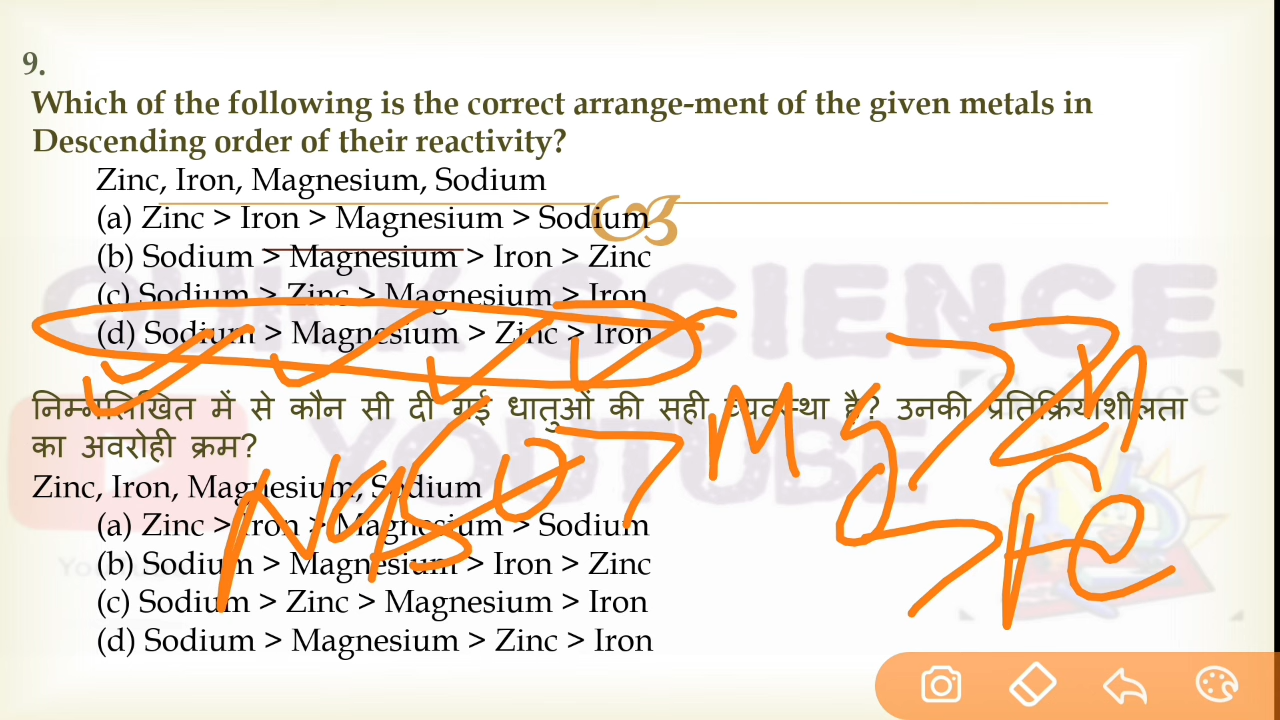 9.
Which of the following is the correct arrange-ment of the given metals in
Descending order of their reactivity?
Zinc, Iron, Magnesium, Sodium
(a) Zinc > Iron > Magnesium > Sodium
(b) Sodium > Magnesium > Iron > Zinc
(c) Sodium > Zinc > Magnesium > Iron
(d) Sodium > Magnesium > Zinc > Iron
निम्नलिखित में से कौन सी दी गई धातुओं की सही व्यवस्था है? उनकी प्रतिक्रियाशीलता
का अवरोही क्रम?
Zinc, Iron, Magnesium, Sodium
(a) Zinc > Iron > Magnesium > Sodium
(b) Sodium > Magnesium > Iron > Zinc
(c) Sodium > Zinc > Magnesium > Iron
(d) Sodium > Magnesium > Zinc > Iron
Na > Mg > Zn > Fe
QUICK SCIENCE
YOUTUBE